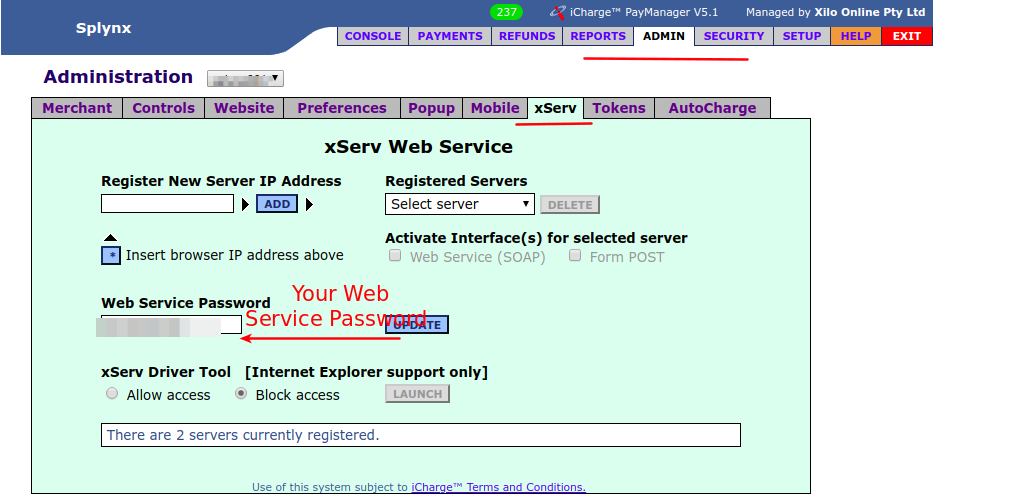 237 iCharge™ PayManager V5.1 Managed by Xilo Online Pty Ltd
Splynx
CONSOLE PAYMENTS REFUNDS REPORTS ADMIN SECURITY SETUP HELP EXIT
Administration
Merchant Controls Website Preferences Popup Mobile xServ Tokens AutoCharge
xServ Web Service
Register New Server IP Address Registered Servers
ADD Select server DELETE
Activate Interface(s) for selected server
* Insert browser IP address above Web Service (SOAP) Form POST
Web Service Password
Your Web
Service Password
UPDATE
xServ Driver Tool [Internet Explorer support only]
Allow access Block access LAUNCH
There are 2 servers currently registered.
Use of this system subject to iCharge™ Terms and Conditions.